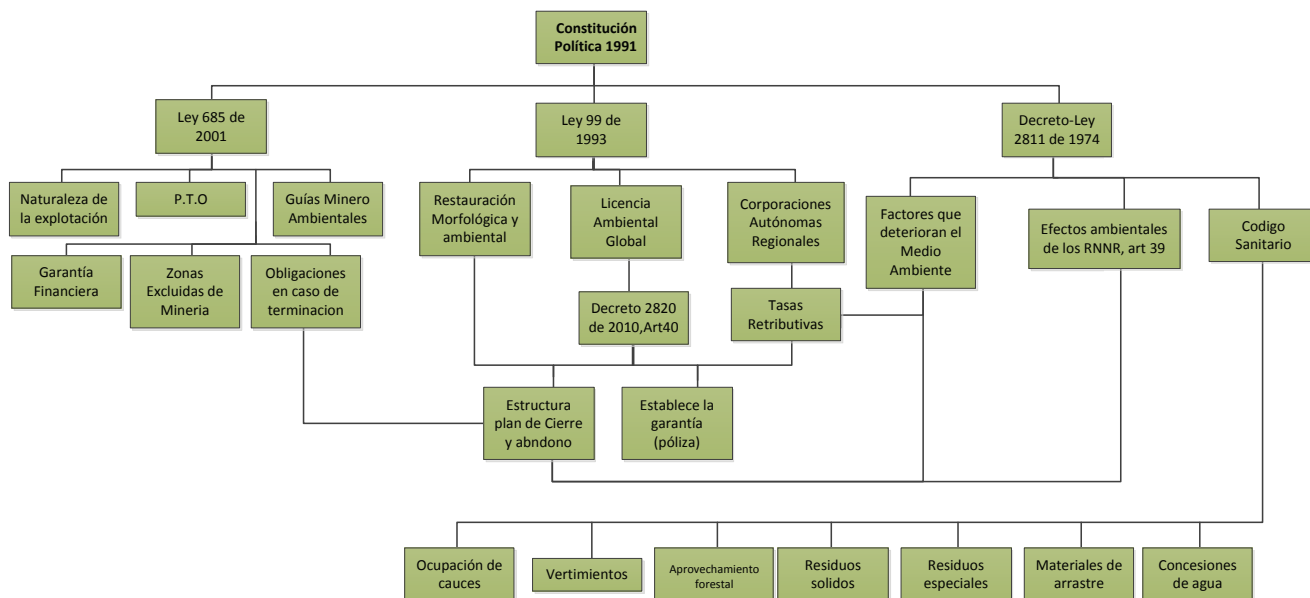 Constitución
Política 1991
Ley 685 de
2001
Ley 99 de
1993
Decreto-Ley
2811 de 1974
Naturaleza de
la explotación
P.T.O
Guías Minero
Ambientales
Restauración
Morfológica y
ambiental
Licencia
Ambiental
Global
Corporaciones
Autónomas
Regionales
Factores que
deterioran el
Medio
Ambiente
Efectos ambientales
de los RNNR, art 39
Codigo
Sanitario
Garantía
Financiera
Zonas
Excluidas de
Mineria
Obligaciones
en caso de
terminacion
Decreto 2820
de 2010,Art40
Tasas
Retributivas
Estructura
plan de Cierre
y abndono
Establece la
garantía
(póliza)
Ocupación de
cauces
Vertimientos
Aprovechamiento
forestal
Residuos
solidos
Residuos
especiales
Materiales de
arrastre
Concesiones
de agua